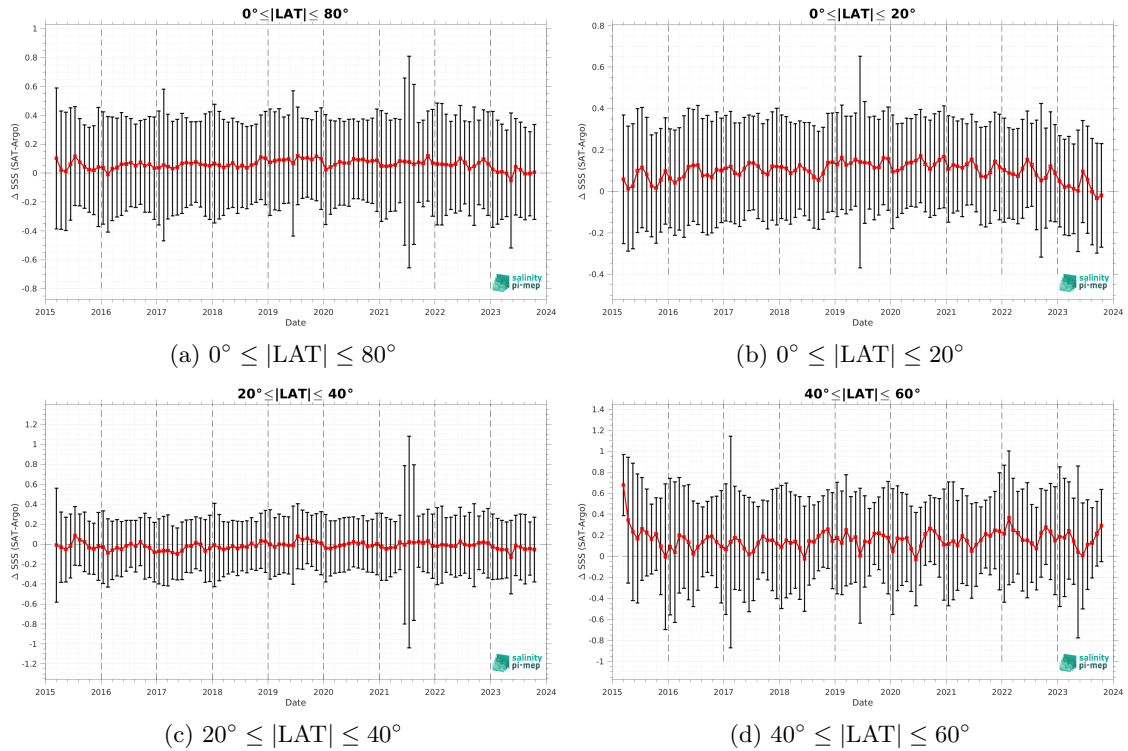 0°≤|LAT|≤ 80°
1
0.8
0.6
0.4
0.2
0
-0.2
-0.4
-0.6
-0.8
Δ SSS (SAT-Argo)
2015 2016 2017 2018 2019 2020 2021 2022 2023 2024
Date
salinity
pi-mep
(a) 0° ≤ |LAT| ≤ 80°
0°≤|LAT|≤ 20°
0.8
0.6
0.4
0.2
0
-0.2
-0.4
Δ SSS (SAT-Argo)
2015 2016 2017 2018 2019 2020 2021 2022 2023 2024
Date
salinity
pi-mep
(b) 0° ≤ |LAT| ≤ 20°
20°≤|LAT|≤ 40°
1.2
1
0.8
0.6
0.4
0.2
0
-0.2
-0.4
-0.6
-0.8
-1
-1.2
Δ SSS (SAT-Argo)
2015 2016 2017 2018 2019 2020 2021 2022 2023 2024
Date
salinity
pi-mep
(c) 20° ≤ |LAT| ≤ 40°
40°≤|LAT|≤ 60°
1.4
1.2
1
0.8
0.6
0.4
0.2
0
-0.2
-0.4
-0.6
-0.8
-1
Δ SSS (SAT-Argo)
2015 2016 2017 2018 2019 2020 2021 2022 2023 2024
Date
salinity
pi-mep
(d) 40° ≤ |LAT| ≤ 60°